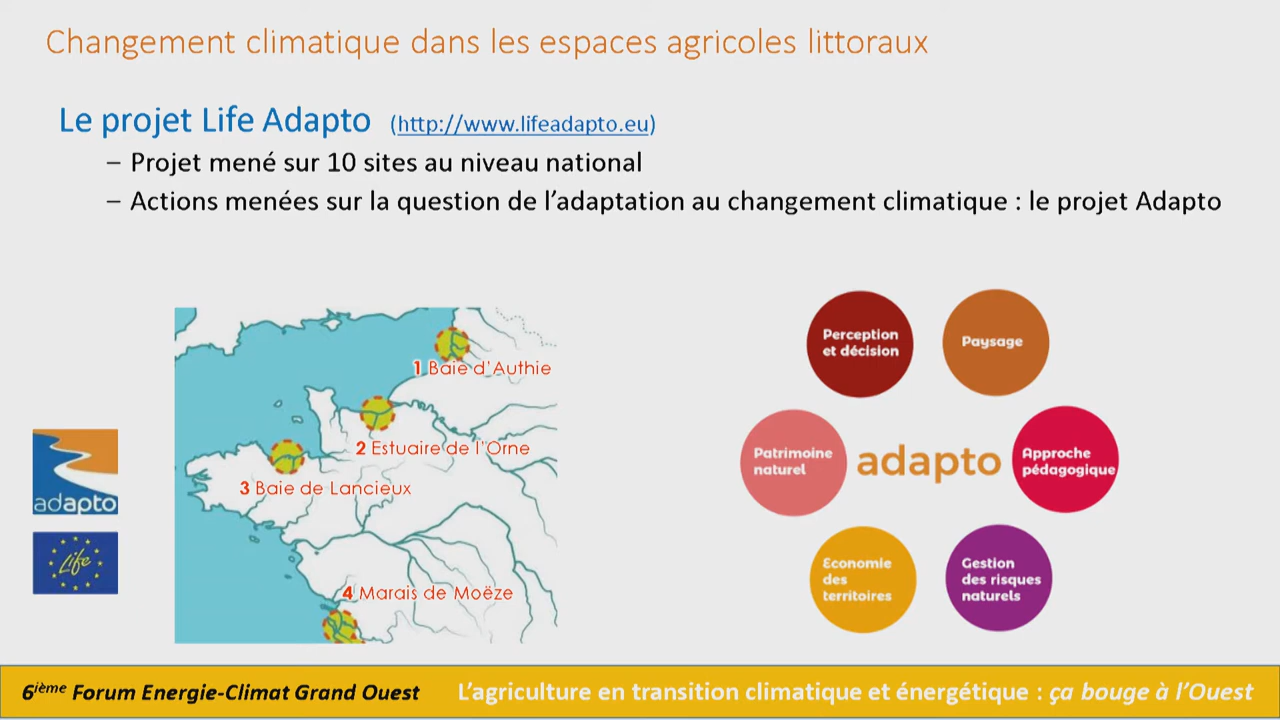 Changement climatique dans les espaces agricoles littoraux
Le projet Life Adapto (http://www.lifeadapto.eu)
– Projet mené sur 10 sites au niveau national
– Actions menées sur la question de l’adaptation au changement climatique : le projet Adapto
1 Baie d’Authie
2 Estuaire de l’Orne
3 Baie de Lancieux
4 Marais de Moëze
adapto
Life
Perception
et décision
Paysage
Patrimoine
naturel
adapto
Approche
pédagogique
Economie
des
territoires
Gestion
des risques
naturels
6ième Forum Energie-Climat Grand Ouest
L’agriculture en transition climatique et énergétique : ça bouge à l’Ouest